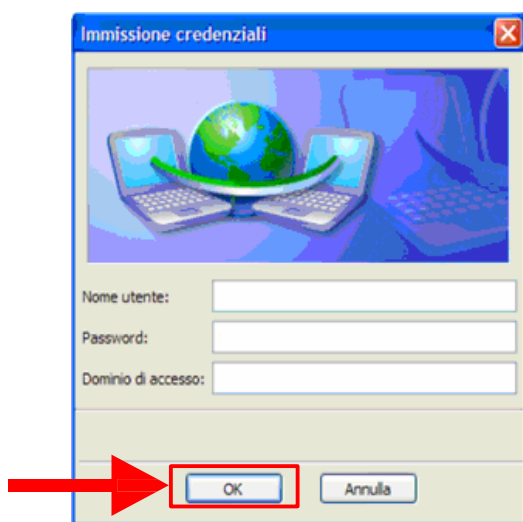 Immissione credenziali
Nome utente:
Password:
Dominio di accesso:
OK Annulla